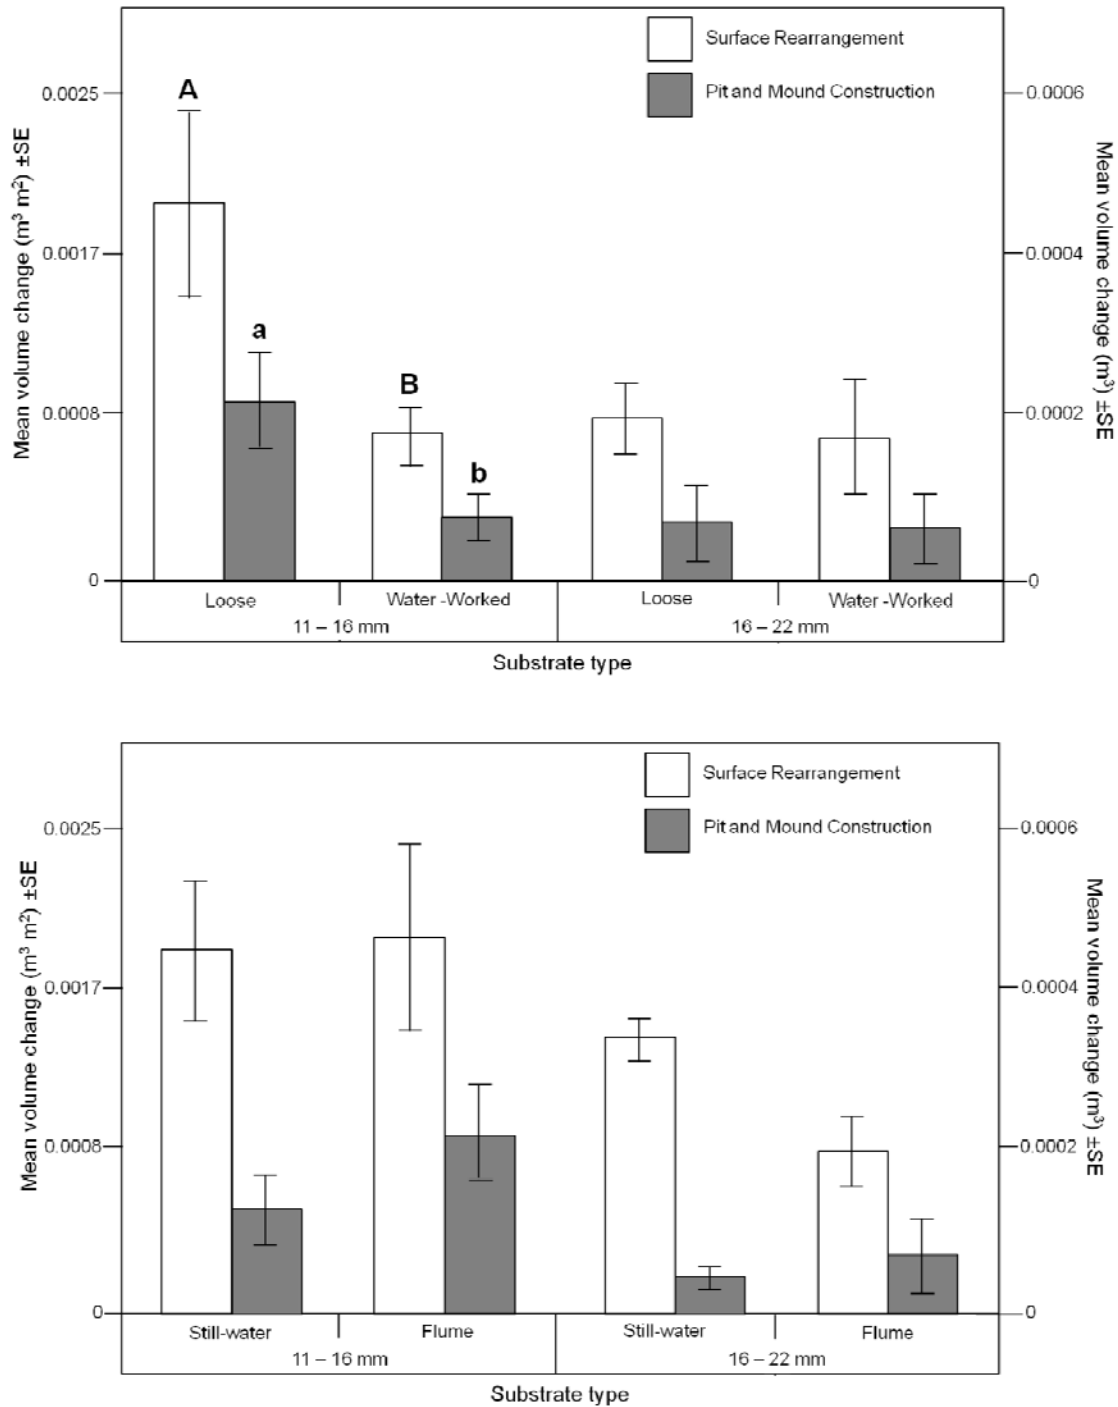 Surface Rearrangement
Pit and Mound Construction
0.0025
0.0017
0.0008
0
Mean volume change (m³ m²) ±SE
0.0006
0.0004
0.0002
0
Mean volume change (m³) ±SE
A
a
B
b
Loose
Water -Worked
Loose
Water -Worked
11 – 16 mm
16 – 22 mm
Substrate type
Surface Rearrangement
Pit and Mound Construction
0.0025
0.0017
0.0008
0
Mean volume change (m³ m²) ±SE
0.0006
0.0004
0.0002
0
Mean volume change (m³) ±SE
Still-water
Flume
Still-water
Flume
11 – 16 mm
16 – 22 mm
Substrate type